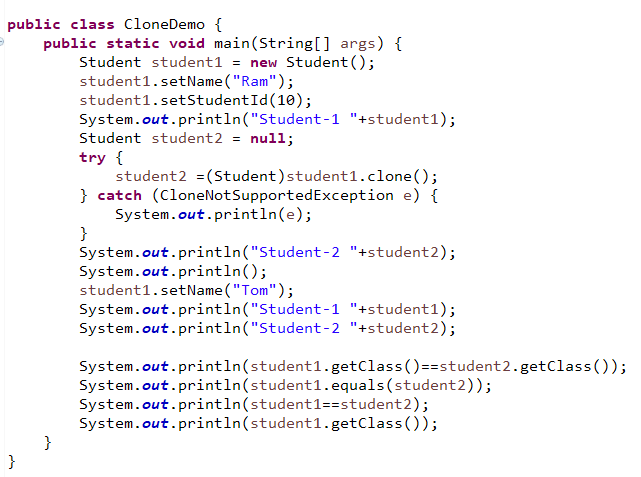 public class CloneDemo {
    public static void main(String[] args) {
        Student student1 = new Student();
        student1.setName("Ram");
        student1.setStudentId(10);
        System.out.println("Student-1 "+student1);
        Student student2 = null;
        try {
            student2 =(Student)student1.clone();
        } catch (CloneNotSupportedException e) {
            System.out.println(e);
        }
        System.out.println("Student-2 "+student2);
        System.out.println();
        student1.setName("Tom");
        System.out.println("Student-1 "+student1);
        System.out.println("Student-2 "+student2);

        System.out.println(student1.getClass()==student2.getClass());
        System.out.println(student1.equals(student2));
        System.out.println(student1==student2);
        System.out.println(student1.getClass());
    }
}